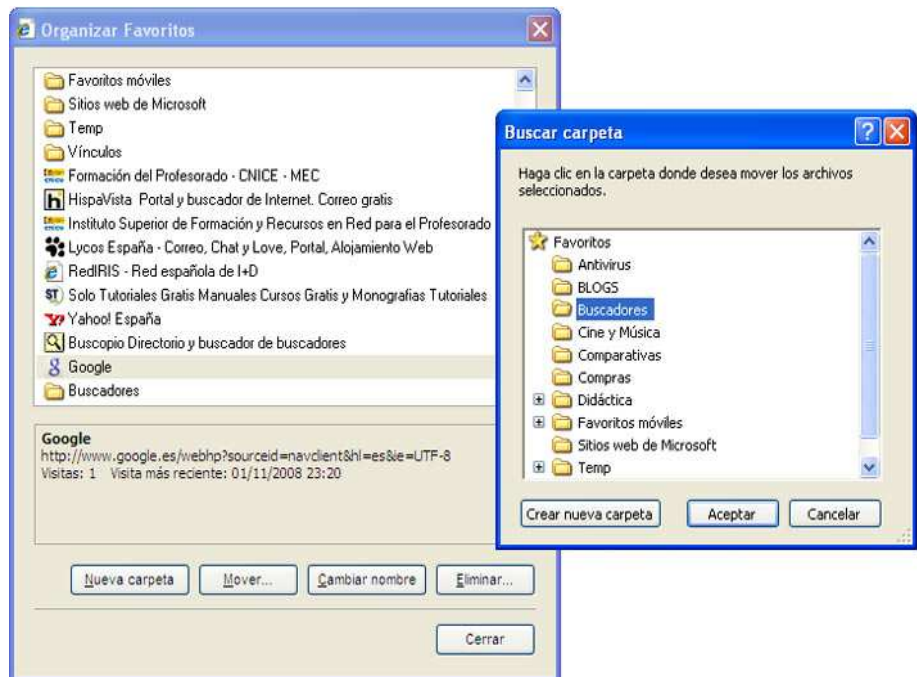 Organizar Favoritos
Favoritos móviles
Sitios web de Microsoft
Temp
Vínculos
Formación del Profesorado - CNICE - MEC
HispaVista Portal y buscador de Internet. Correo gratis
Instituto Superior de Formación y Recursos en Red para el Profesorado
Lycos España - Correo, Chat y Love, Portal, Alojamiento Web
RedIRIS - Red española de I+D
Solo Tutoriales Gratis Manuales Cursos Gratis y Monografias Tutoriales
Yahoo! España
Buscopio Directorio y buscador de buscadores
Google
Buscadores
Google
http://www.google.es/webhp?sourceid=navclient&hl=es&ie=UTF-8
Visitas: 1 Visita más reciente: 01/11/2008 23:20
Nueva carpeta Mover... Cambiar nombre Eliminar...
Cerrar
Buscar carpeta
Haga clic en la carpeta donde desea mover los archivos
seleccionados.
Favoritos
Antivirus
BLOGS
Buscadores
Cine y Música
Comparativas
Compras
Didáctica
Favoritos móviles
Sitios web de Microsoft
Temp
Crear nueva carpeta Aceptar Cancelar